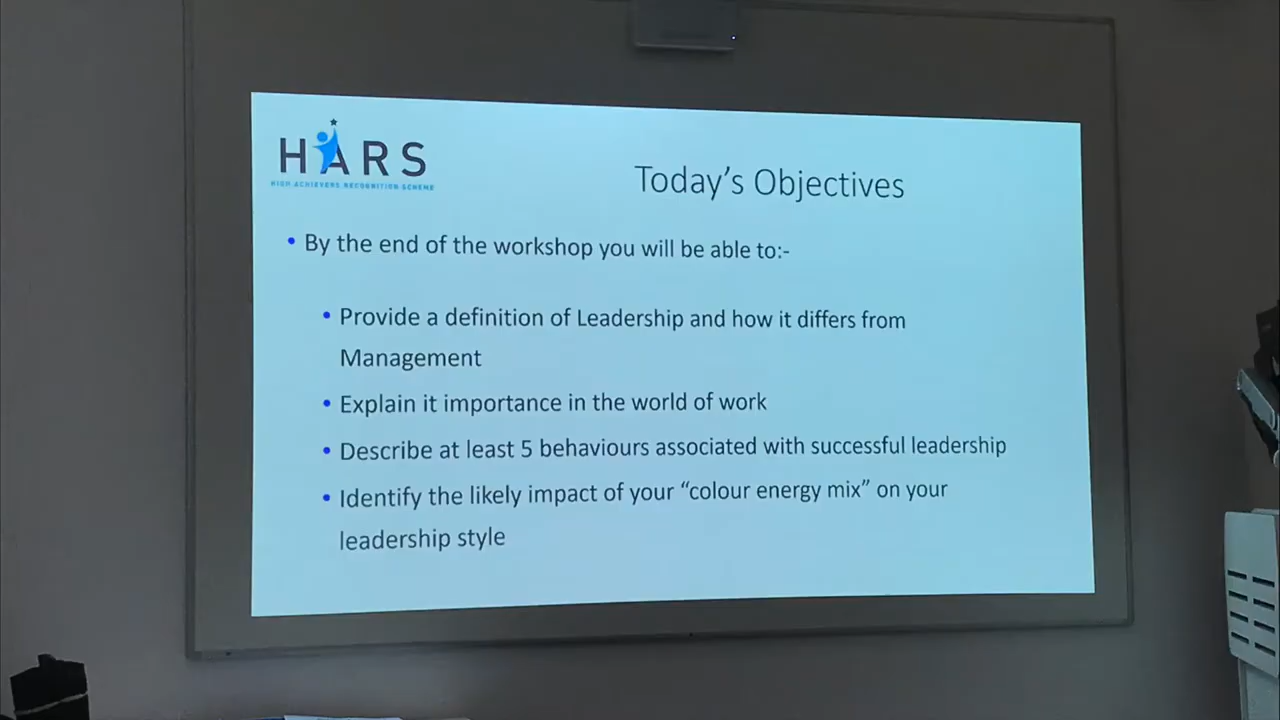 HARS
HIGH ACHIEVERS RECOGNITION SCHEME
Today's Objectives
• By the end of the workshop you will be able to:-
• Provide a definition of Leadership and how it differs from
Management
• Explain it importance in the world of work
• Describe at least 5 behaviours associated with successful leadership
• Identify the likely impact of your “colour energy mix” on your
leadership style